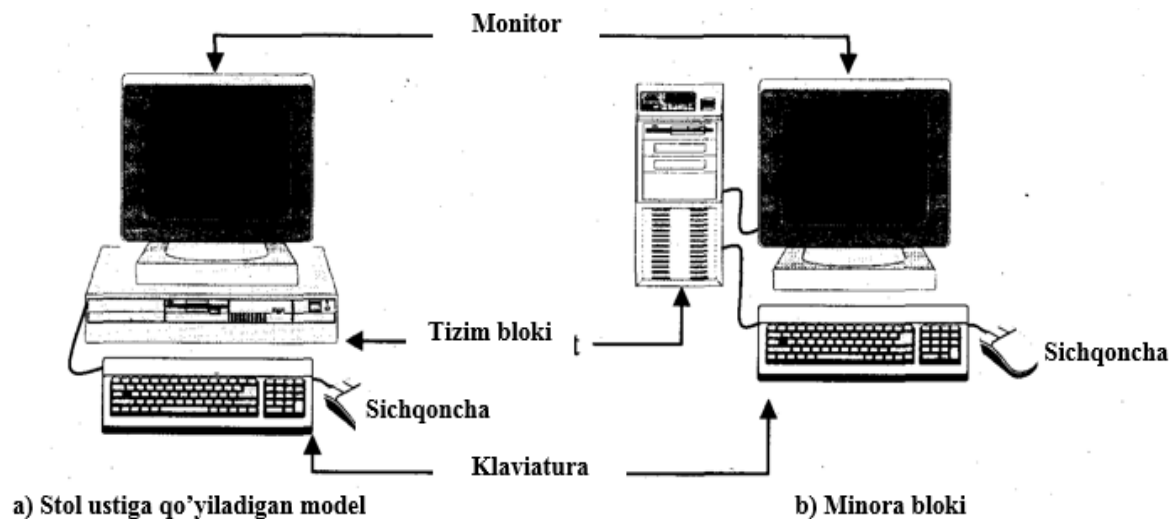 Monitor
Tizim bloki
t
Sichqoncha
Sichqoncha
Klaviatura
a) Stol ustiga qo’yiladigan model
b) Minora bloki